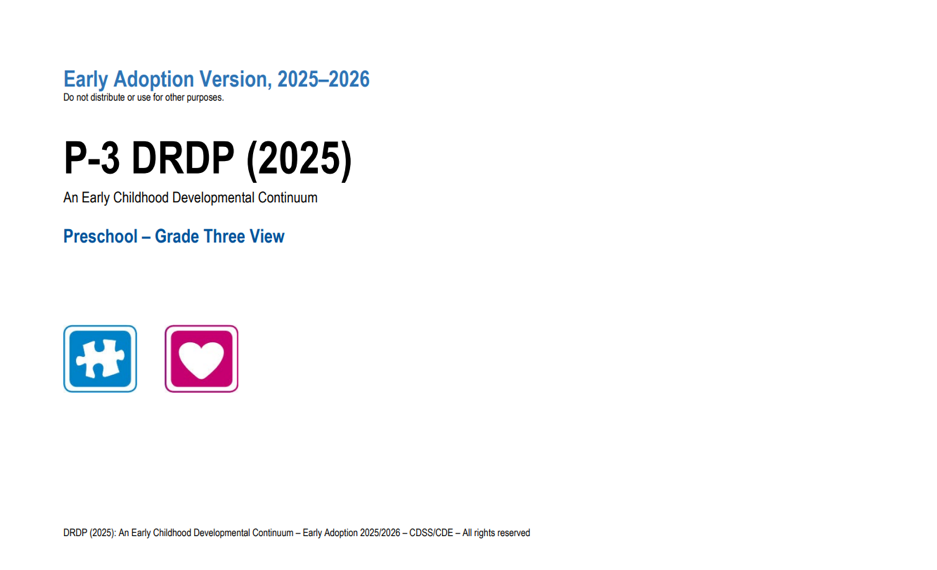 Early Adoption Version, 2025–2026
Do not distribute or use for other purposes.
P-3 DRDP (2025)
An Early Childhood Developmental Continuum
Preschool – Grade Three View
DRDP (2025): An Early Childhood Developmental Continuum – Early Adoption 2025/2026 – CDSS/CDE – All rights reserved